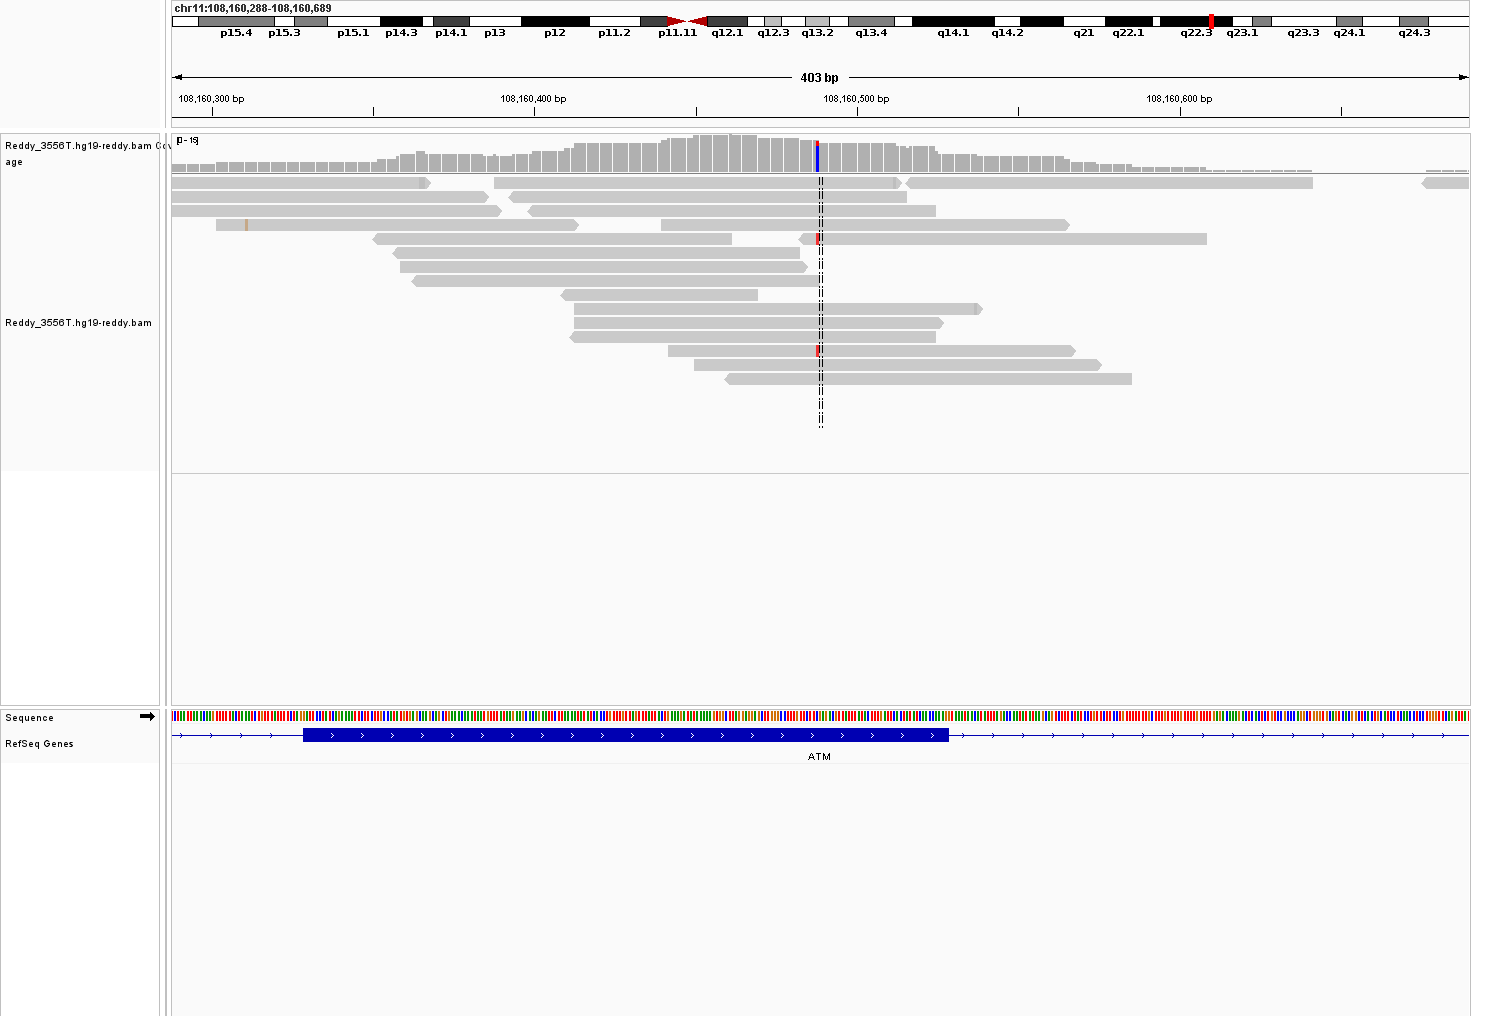 chr11:108,160,288-108,160,689
p15.4 p15.3 p15.1 p14.3 p14.1 p13 p12 p11.2 p11.11 q12.1 q12.3 q13.2 q13.4 q14.1 q14.2 q21 q22.1 q22.3 q23.1 q23.3 q24.1 q24.3
403 bp
108,160,300 bp 108,160,400 bp 108,160,500 bp 108,160,600 bp
Reddy_3556T.hg19-reddy.bam Cov
age
[0 - 19]
Reddy_3556T.hg19-reddy.bam
Sequence
RefSeq Genes
ATM